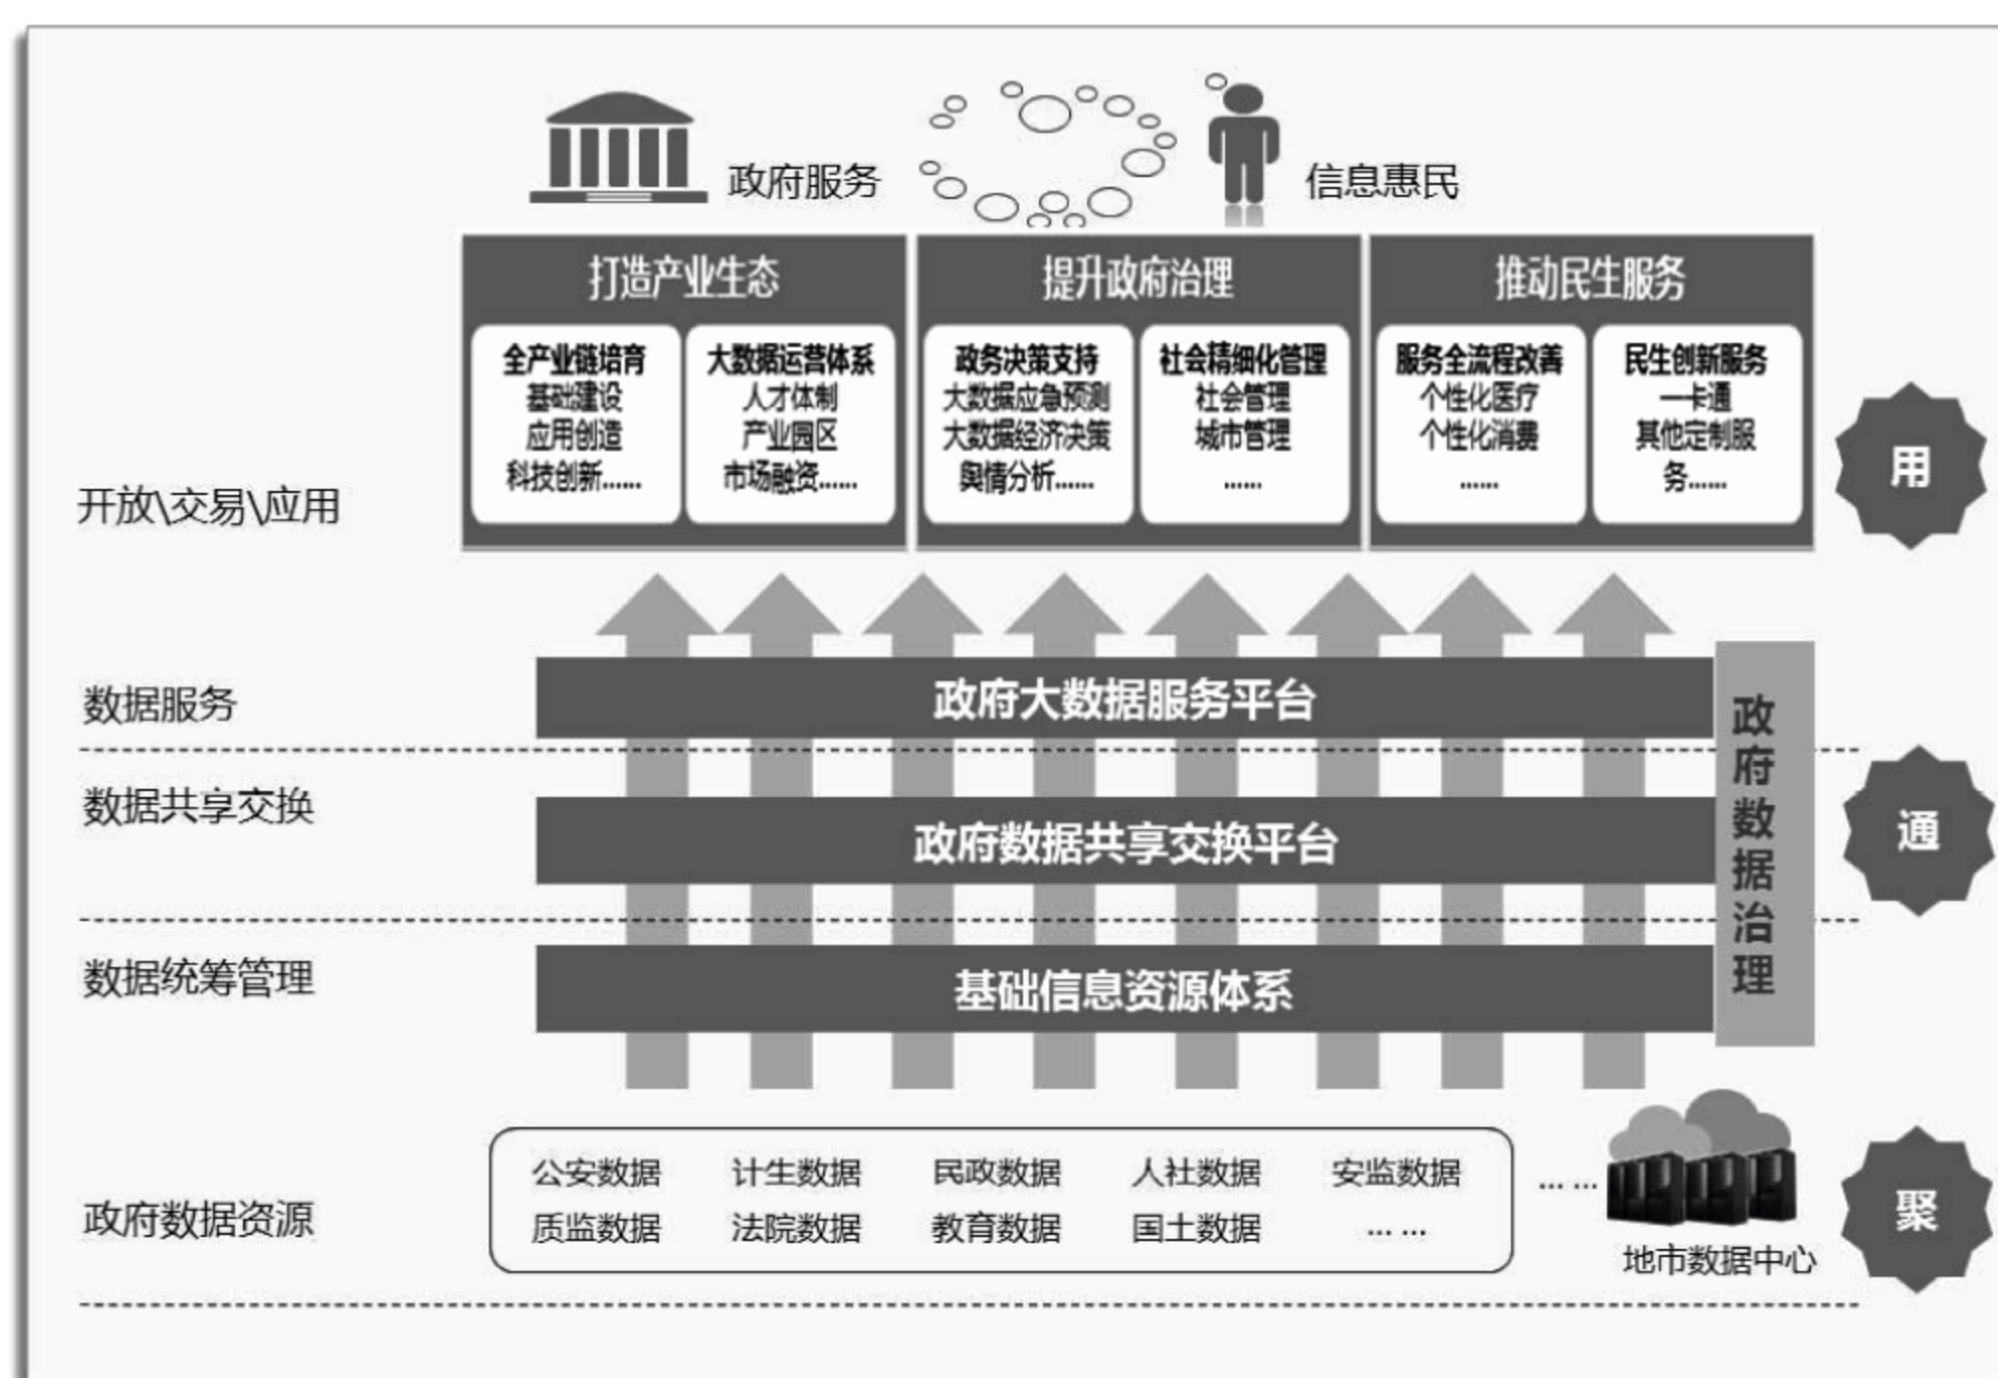 政府服务
信息惠民
打造产业生态
提升政府治理
推动民生服务
全产业链培育
基础建设
应用创造
科技创新......
大数据运营体系
人才体制
产业园区
市场融资......
政务决策支持
大数据应急预测
大数据经济决策
舆情分析......
社会精细化管理
社会管理
城市管理
......
服务全流程改善
个性化医疗
个性化消费
......
民生创新服务
一卡通
其他定制服
务......
开放\交易\应用
用
数据服务
政府大数据服务平台
数据共享交换
政府数据共享交换平台
数据统筹管理
基础信息资源体系
政府数据治理
通
政府数据资源
公安数据 计生数据 民政数据 人社数据 安监数据
质监数据 法院数据 教育数据 国土数据 ... ...
... ...
地市数据中心
聚